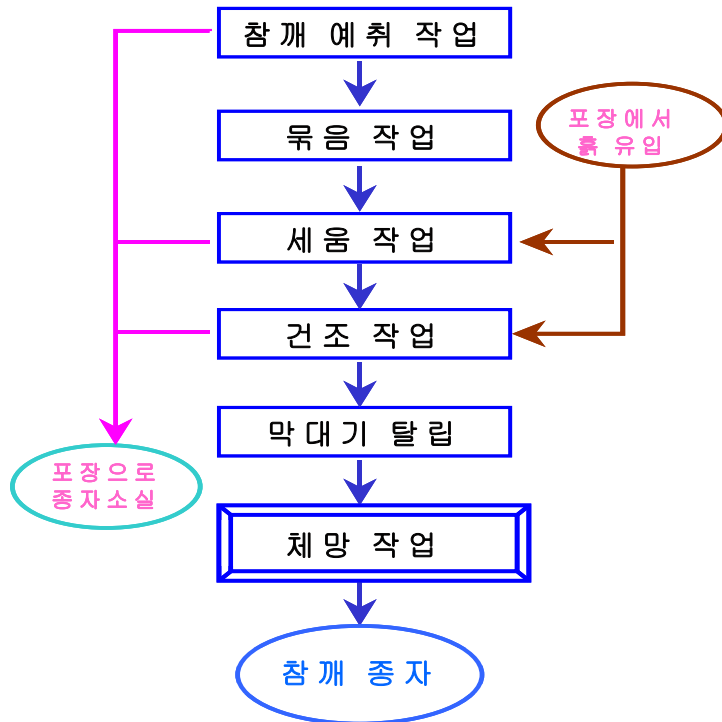 참깨 예취 작업
묶음 작업
포장에서
흙 유입
세움 작업
건조 작업
막대기 탈립
포장으로
종자소실
체망 작업
참깨 종자